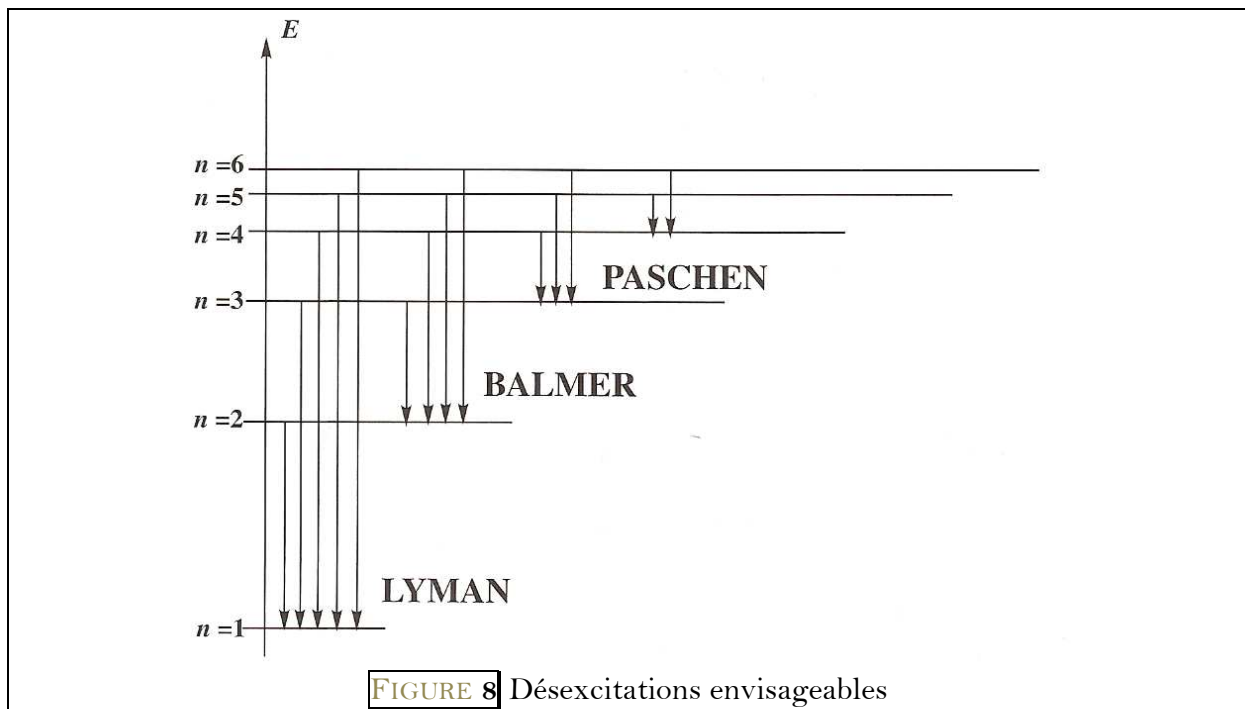 E
n =6
n =5
n =4
PASCHEN
n =3
BALMER
n =2
LYMAN
n =1
FIGURE 8 Désexcitations envisageables